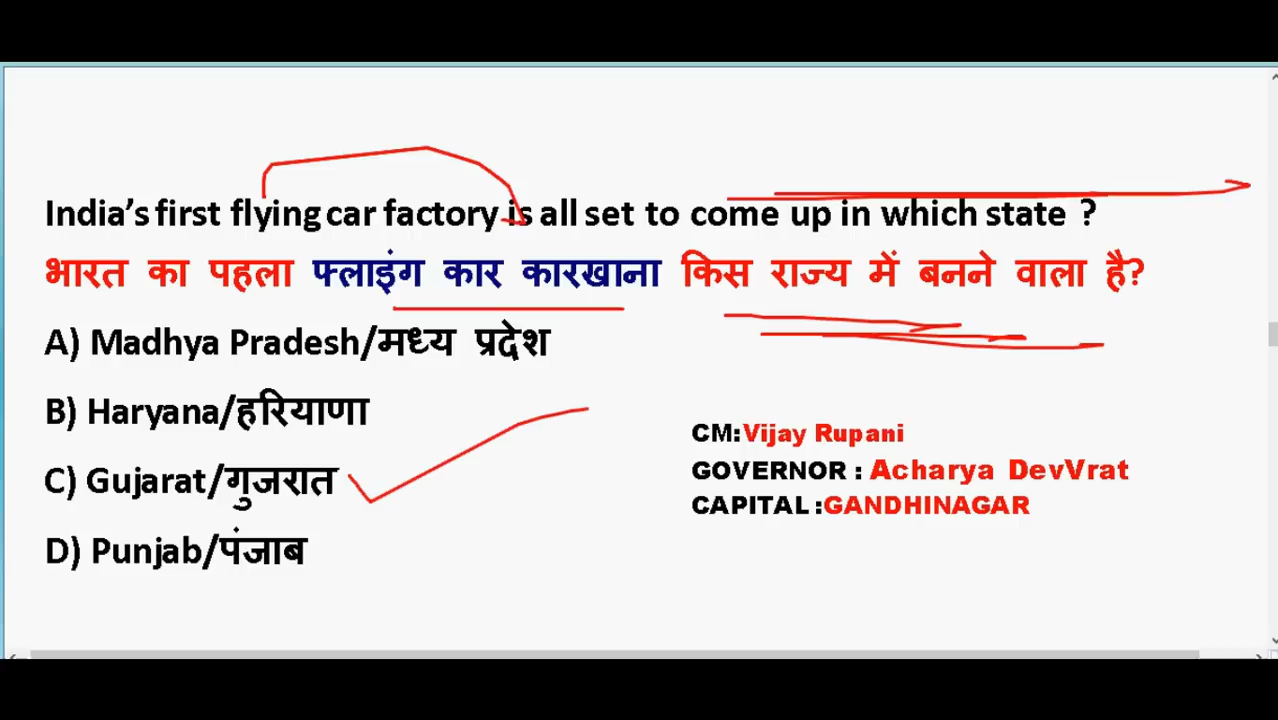 India's first flying car factory is all set to come up in which state ?
भारत का पहला फ्लाइंग कार कारखाना किस राज्य में बनने वाला है?
A) Madhya Pradesh/मध्य प्रदेश
B) Haryana/हरियाणा
C) Gujarat/गुजरात
D) Punjab/पंजाब
CM:Vijay Rupani
GOVERNOR : Acharya DevVrat
CAPITAL :GANDHINAGAR